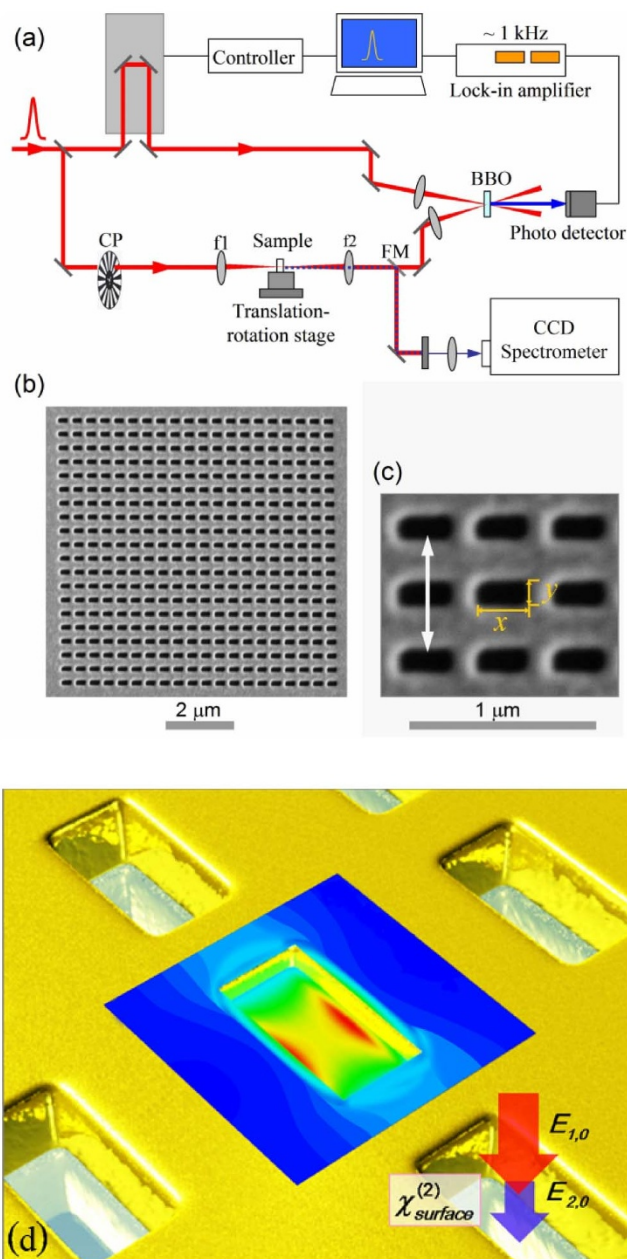 (a)
Controller
~ 1 kHz
Lock-in amplifier
BBO
Photo detector
CP
f1
Sample
f2
FM
Translation-
rotation stage
CCD
Spectrometer
(b)
2 μm
(c)
x
y
1 μm
E1,0
E2,0
χ(2)surface
(d)